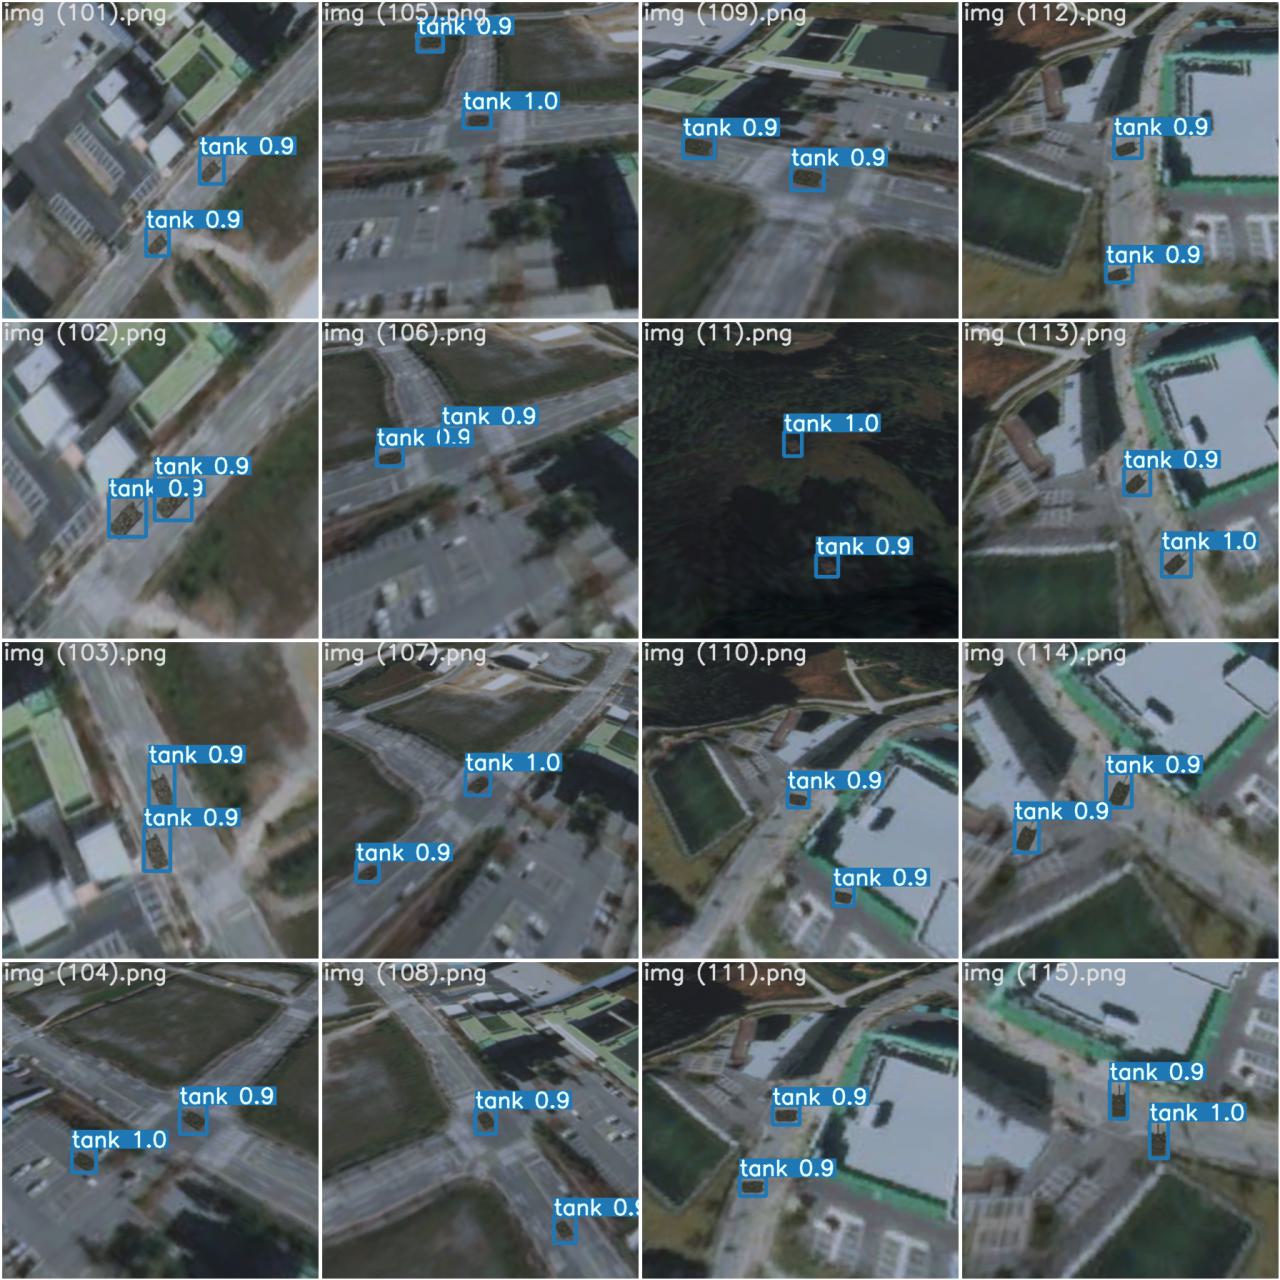 img (101).png
tank 0.9
tank 0.9
img (105).png
tank 0.9
tank 1.0
img (109).png
tank 0.9
tank 0.9
img (112).png
tank 0.9
tank 0.9
img (102).png
tank 0.9
tank 0.9
img (106).png
tank 0.9
tank 0.9
img (11).png
tank 1.0
tank 0.9
img (113).png
tank 0.9
tank 1.0
img (103).png
tank 0.9
tank 0.9
img (107).png
tank 1.0
tank 0.9
img (110).png
tank 0.9
tank 0.9
img (114).png
tank 0.9
tank 0.9
img (104).png
tank 0.9
tank 1.0
img (108).png
tank 0.9
tank 0.9
img (111).png
tank 0.9
tank 0.9
img (115).png
tank 0.9
tank 1.0